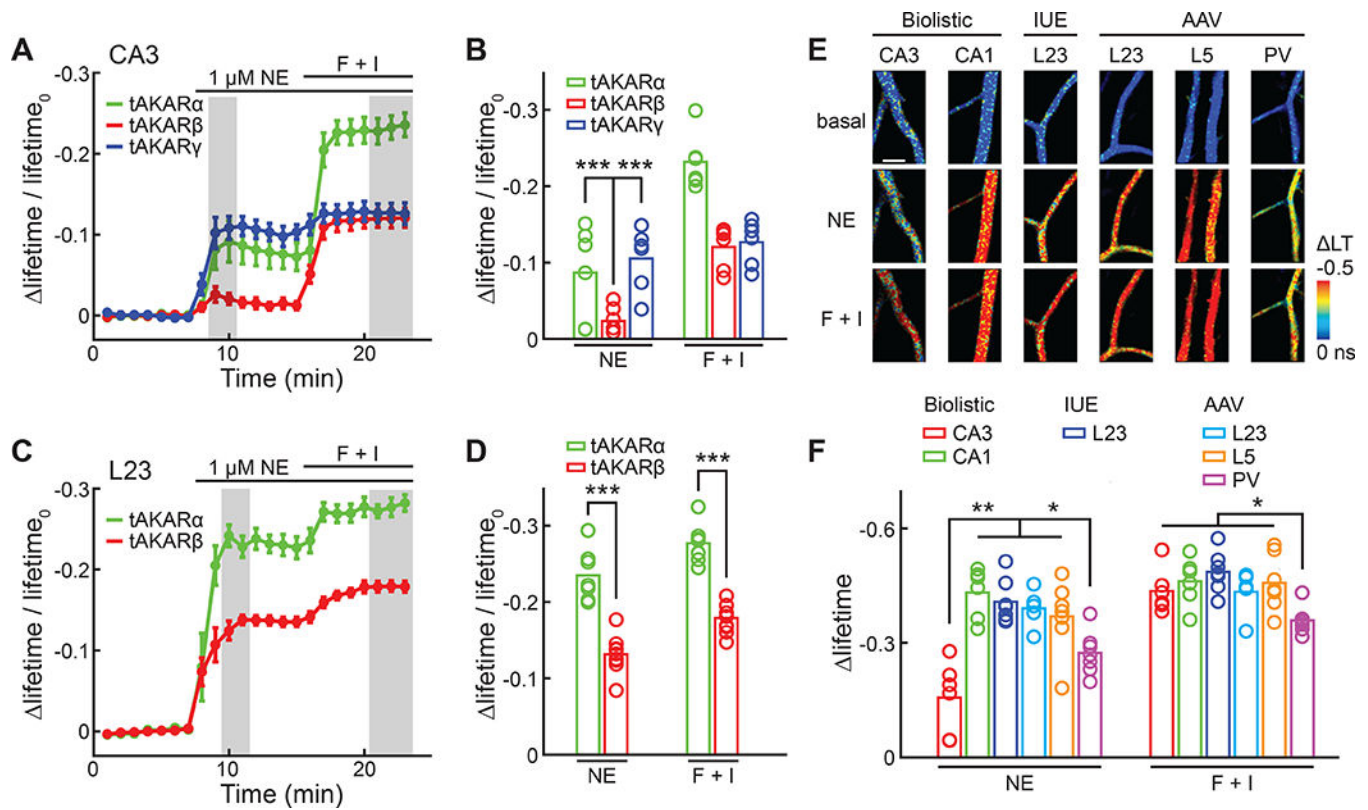 A
CA3
1 µM NE
F + I
tAKARα
tAKARβ
tAKARγ
Δlifetime / lifetime0
-0.3
-0.2
-0.1
0
0
10
20
Time (min)
B
tAKARα
tAKARβ
tAKARγ
Δlifetime / lifetime0
-0.3
-0.2
-0.1
0
*** ***
NE
F + I
C
L23
1 µM NE
F + I
tAKARα
tAKARβ
Δlifetime / lifetime0
-0.3
-0.2
-0.1
0
0
10
20
Time (min)
D
tAKARα
tAKARβ
Δlifetime / lifetime0
-0.3
-0.2
-0.1
0
***
***
NE
F + I
E
Biolistic
IUE
AAV
CA3
CA1
L23
L23
L5
PV
basal
NE
F + I
ΔLT
-0.5
0 ns
F
Biolistic
IUE
AAV
CA3
L23
L23
CA1
L5
PV
Δlifetime
-0.6
-0.3
0
**
*
*
NE
F + I